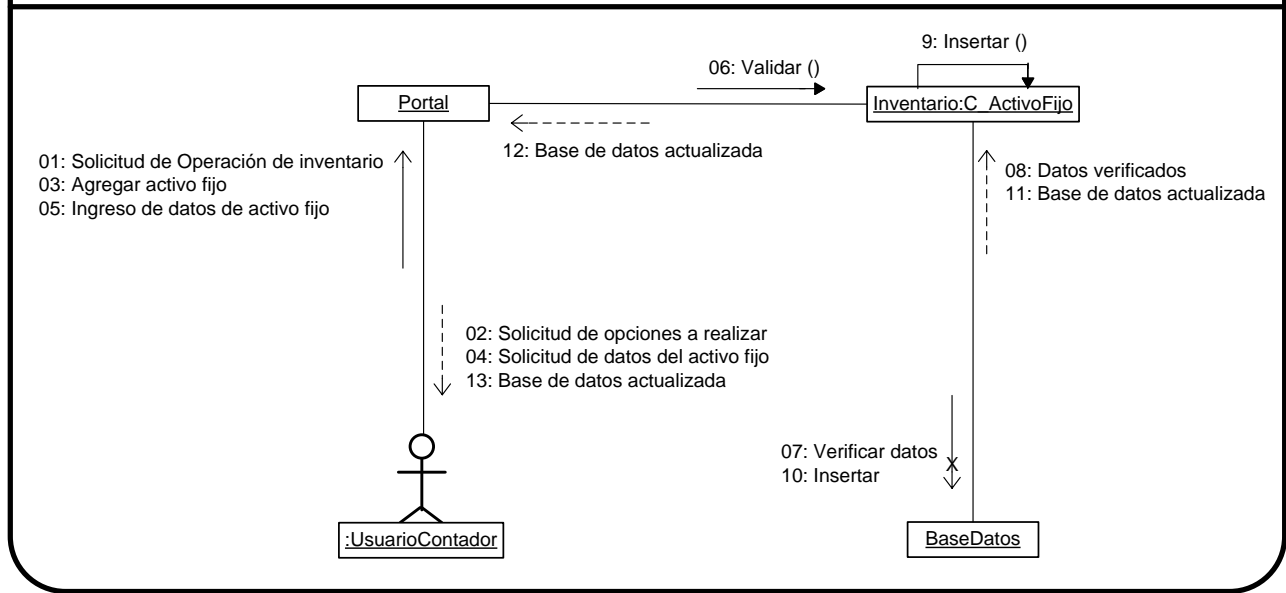 9: Insertar ()
06: Validar ()
Portal
Inventario:C_ActivoFijo
12: Base de datos actualizada
01: Solicitud de Operación de inventario
03: Agregar activo fijo
05: Ingreso de datos de activo fijo
08: Datos verificados
11: Base de datos actualizada
02: Solicitud de opciones a realizar
04: Solicitud de datos del activo fijo
13: Base de datos actualizada
07: Verificar datos
10: Insertar
X
:UsuarioContador
BaseDatos